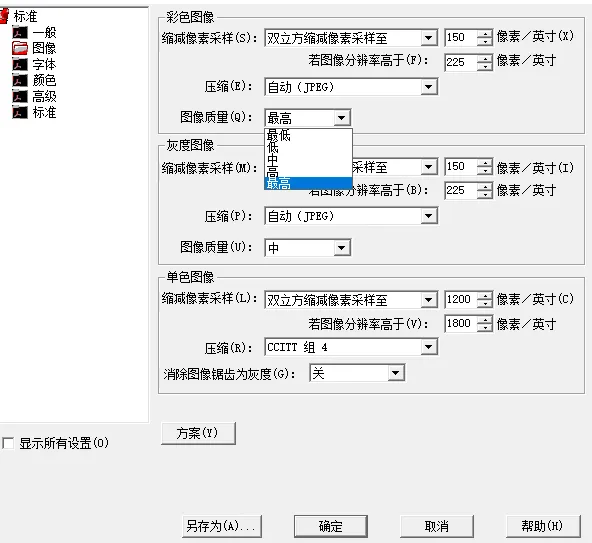 标准
一般
图像
字体
颜色
高级
标准
显示所有设置(O)
彩色图像
缩减像素采样(S): 双立方缩减像素采样至 150 像素／英寸(X)
若图像分辨率高于(F): 225 像素／英寸
压缩(E): 自动 (JPEG)
图像质量(Q): 最高
最低
低
中
高
最高
灰度图像
缩减像素采样(M): 像素采样至 150 像素／英寸(I)
若图像分辨率高于(B): 225 像素／英寸
压缩(P): 自动 (JPEG)
图像质量(U): 中
单色图像
缩减像素采样(L): 双立方缩减像素采样至 1200 像素／英寸(C)
若图像分辨率高于(V): 1800 像素／英寸
压缩(R): CCITT 组 4
消除图像锯齿为灰度(G): 关
方案(Y)
另存为(A)... 确定 取消 帮助(H)